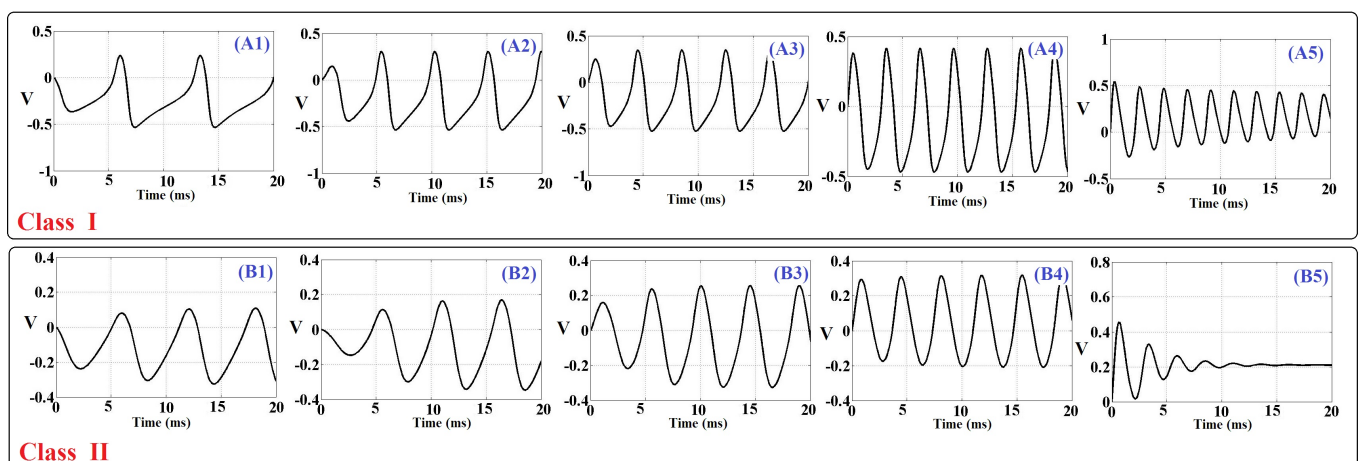 (A1)
0.5
0
-0.5
-1
V
0 5 10 15 20
Time (ms)
(A2)
0.5
0
-0.5
-1
V
0 5 10 15 20
Time (ms)
(A3)
0.5
0
-0.5
-1
V
0 5 10 15 20
Time (ms)
(A4)
0.5
0
-0.5
V
0 5 10 15 20
Time (ms)
(A5)
1
0.5
0
-0.5
V
0 5 10 15 20
Time (ms)
Class I
(B1)
0.4
0.2
0
-0.2
-0.4
V
0 5 10 15 20
Time (ms)
(B2)
0.4
0.2
0
-0.2
-0.4
V
0 5 10 15 20
Time (ms)
(B3)
0.4
0.2
0
-0.2
-0.4
V
0 5 10 15 20
Time (ms)
(B4)
0.4
0.2
0
-0.2
-0.4
V
0 5 10 15 20
Time (ms)
(B5)
0.8
0.6
0.4
0.2
0
V
0 5 10 15 20
Time (ms)
Class II